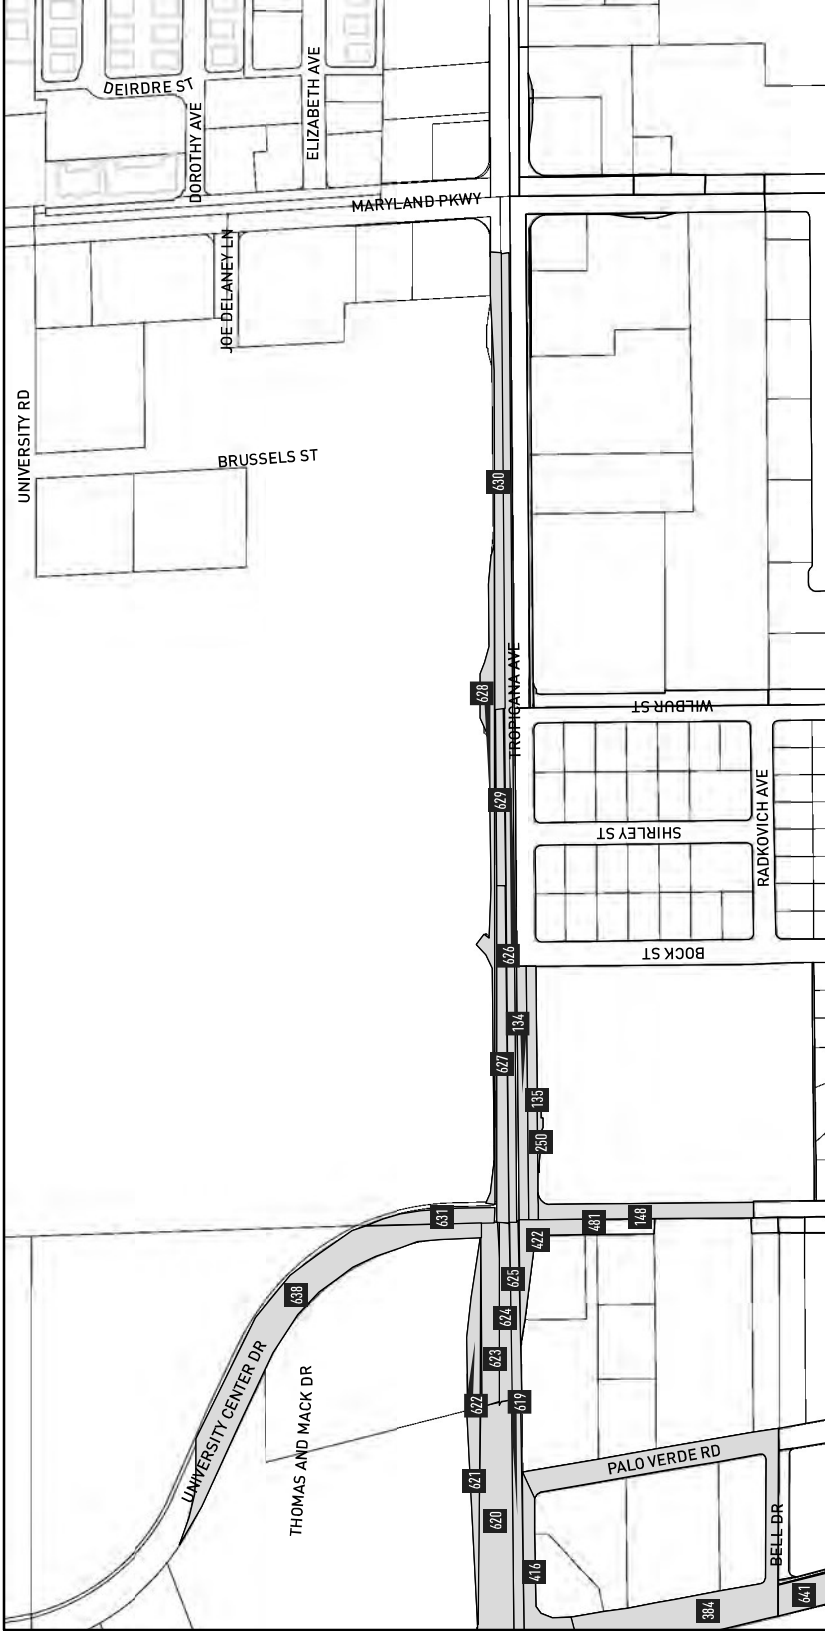 DEIRDRE ST
DOROTHY AVE
ELIZABETH AVE
MARYLAND PKWY
JOE DELANEY LN
UNIVERSITY RD
BRUSSELS ST
630
628
TROPICANA AVE
WILBUR ST
629
SHIRLEY ST
RADKOVICH AVE
626
BOCK ST
134
627
135
250
631
481
148
422
638
625
624
623
UNIVERSITY CENTER DR
THOMAS AND MACK DR
622
619
PALO VERDE RD
621
620
BELL DR
416
384
641